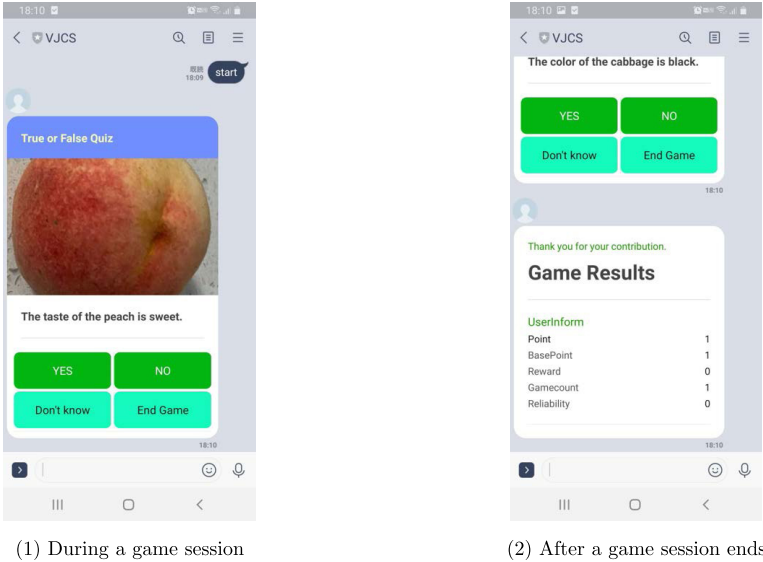 18:10
VJCS
18:09
start
True or False Quiz
The taste of the peach is sweet.
YES
NO
Don't know
End Game
18:10
(1) During a game session
18:10
VJCS
The color of the cabbage is black.
YES
NO
Don't know
End Game
18:10
Thank you for your contribution.
Game Results
UserInform
Point 1
BasePoint 1
Reward 0
Gamecount 1
Reliability 0
18:10
(2) After a game session ends